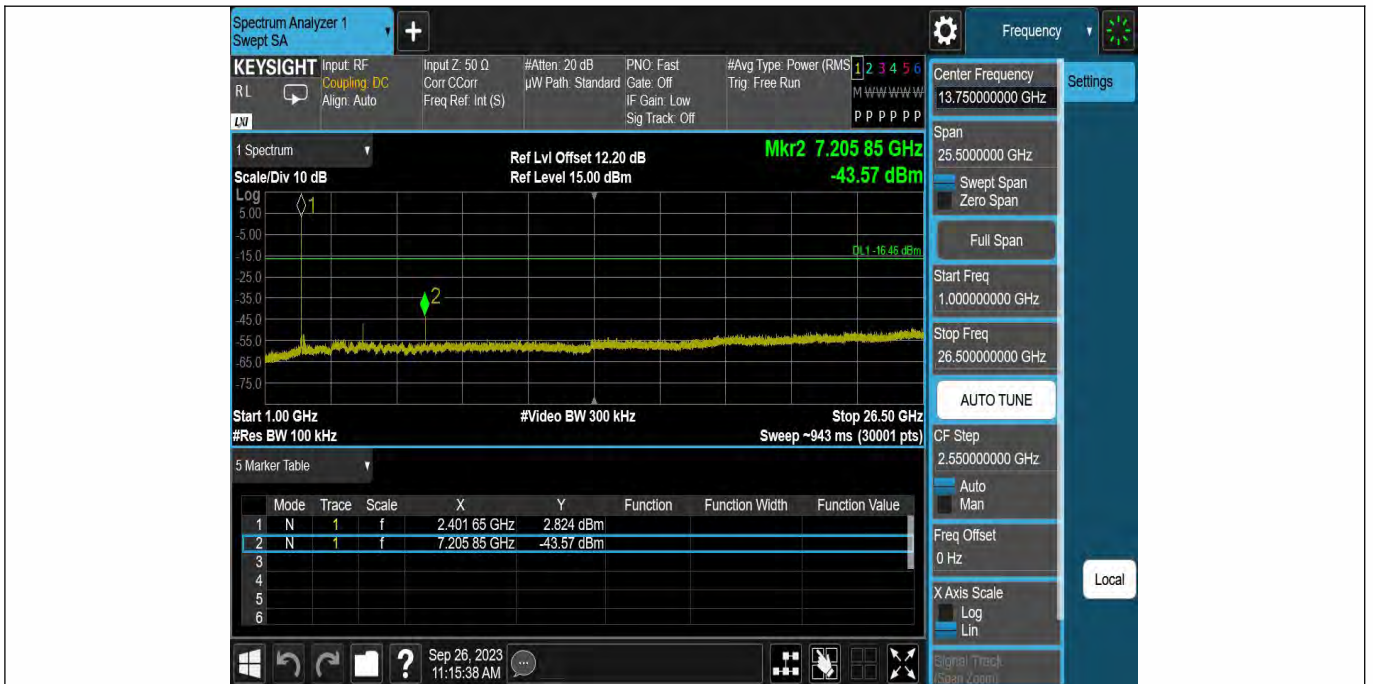 Spectrum Analyzer 1
Swept SA
+
Frequency
KEYSIGHT
RL
LXI
Input: RF
Coupling: DC
Align: Auto
Input Z: 50 Ω
Corr CCorr
Freq Ref: Int (S)
#Atten: 20 dB
µW Path: Standard
PNO: Fast
Gate: Off
IF Gain: Low
Sig Track: Off
#Avg Type: Power (RMS
Trig: Free Run
1 2 3 4 5 6
M W W W W W
P P P P P P
1 Spectrum
Scale/Div 10 dB
Ref Lvl Offset 12.20 dB
Ref Level 15.00 dBm
Mkr2 7.205 85 GHz
-43.57 dBm
Log
5.00
-5.00
-15.0
-25.0
-35.0
-45.0
-55.0
-65.0
-75.0
1
2
DL1 -16.46 dBm
Start 1.00 GHz
#Video BW 300 kHz
Stop 26.50 GHz
#Res BW 100 kHz
Sweep ~943 ms (30001 pts)
5 Marker Table
Mode Trace Scale X Y Function Function Width Function Value
1 N 1 f 2.401 65 GHz 2.824 dBm
2 N 1 f 7.205 85 GHz -43.57 dBm
3
4
5
6
Sep 26, 2023
11:15:38 AM
Center Frequency
13.750000000 GHz
Settings
Span
25.5000000 GHz
Swept Span
Zero Span
Full Span
Start Freq
1.000000000 GHz
Stop Freq
26.500000000 GHz
AUTO TUNE
CF Step
2.550000000 GHz
Auto
Man
Freq Offset
0 Hz
X Axis Scale
Log
Lin
Signal Track
(Span Zoom)
Local